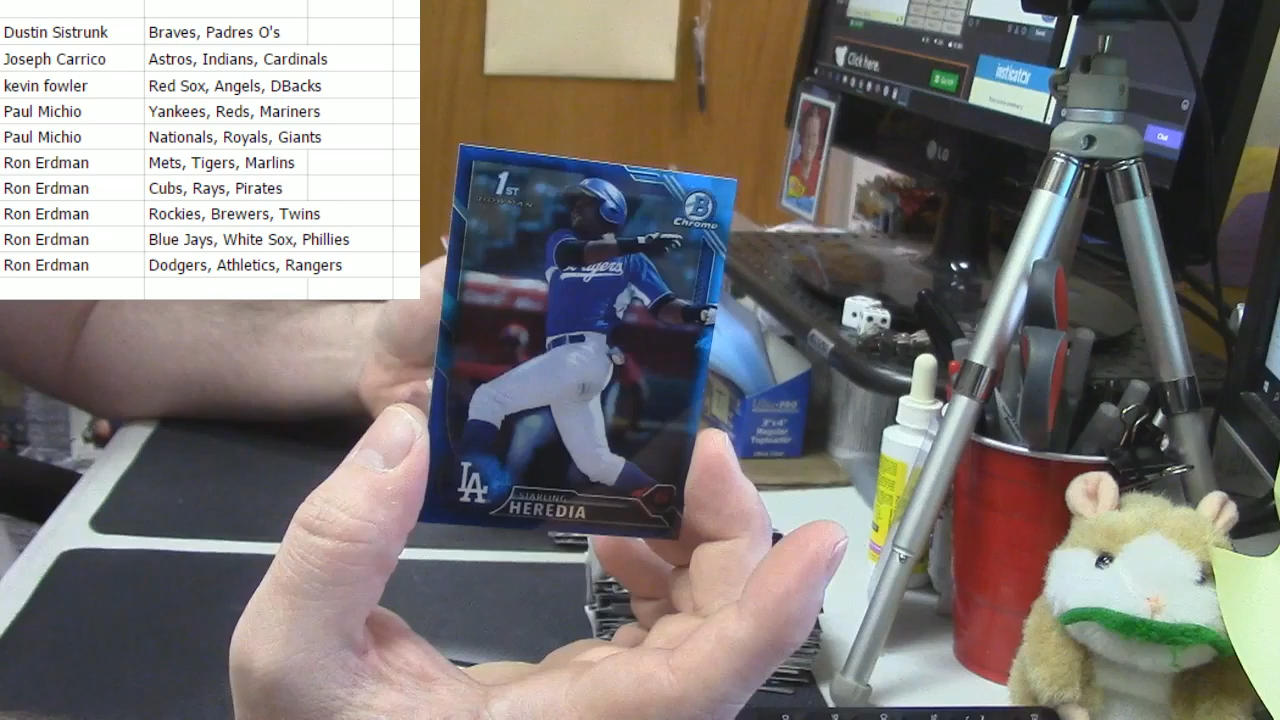 Dustin Sistrunk Braves, Padres O's
Joseph Carrico Astros, Indians, Cardinals
kevin fowler Red Sox, Angels, DBacks
Paul Michio Yankees, Reds, Mariners
Paul Michio Nationals, Royals, Giants
Ron Erdman Mets, Tigers, Marlins
Ron Erdman Cubs, Rays, Pirates
Ron Erdman Rockies, Brewers, Twins
Ron Erdman Blue Jays, White Sox, Phillies
Ron Erdman Dodgers, Athletics, Rangers
1ST
BOWMAN
B
Chrome
Dodgers
LA
STARLING
HEREDIA
Click here.
insticator
Chat
LG
Ultra-PRO
3"x4"
Regular
Toploader